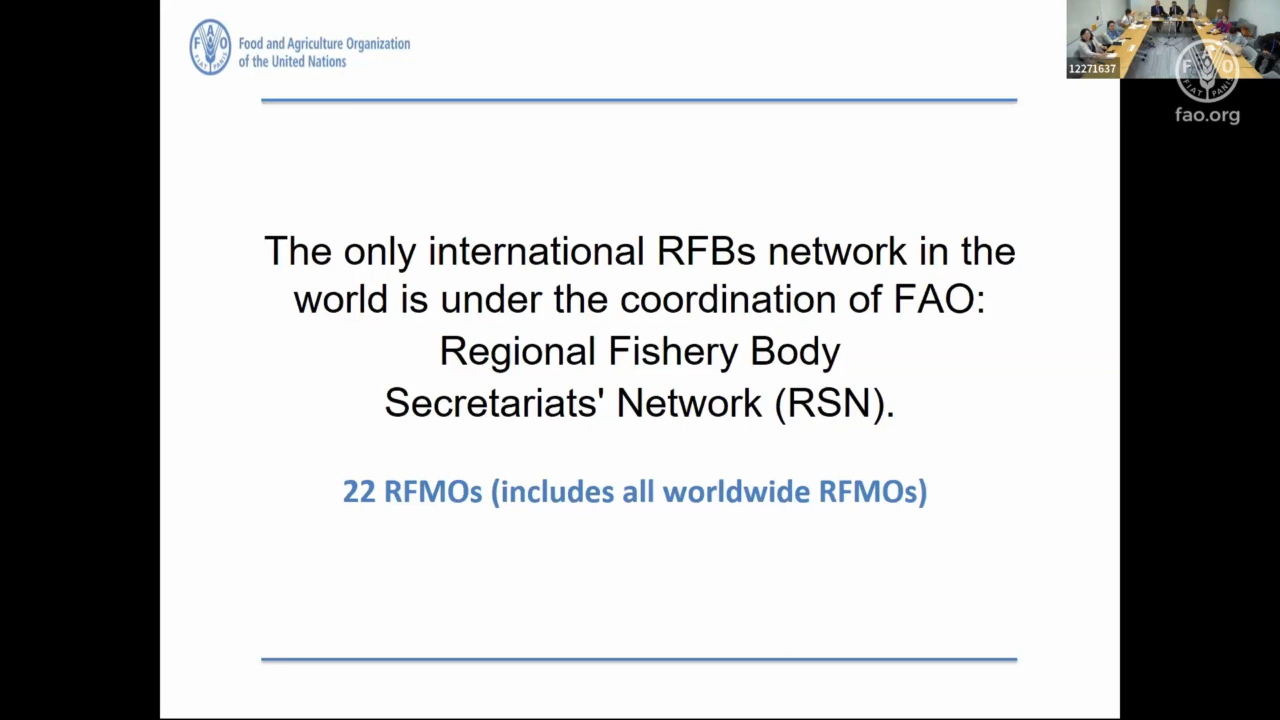 Food and Agriculture Organization
of the United Nations
12271637
fao.org
The only international RFBs network in the
world is under the coordination of FAO:
Regional Fishery Body
Secretariats' Network (RSN).
22 RFMOs (includes all worldwide RFMOs)